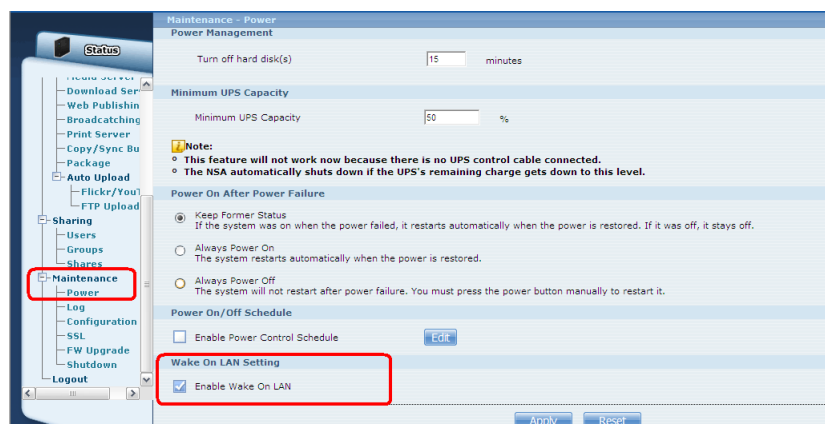 Maintenance - Power
Status
Download Ser
Web Publishin
Broadcatching
Print Server
Copy/Sync Bu
Package
Auto Upload
Flickr/You
FTP Upload
Sharing
Users
Groups
Shares
Maintenance
Power
Log
Configuration
SSL
FW Upgrade
Shutdown
Logout
Power Management
Turn off hard disk(s) 15 minutes
Minimum UPS Capacity
Minimum UPS Capacity 50 %
Note:
This feature will not work now because there is no UPS control cable connected.
The NSA automatically shuts down if the UPS's remaining charge gets down to this level.
Power On After Power Failure
Keep Former Status
If the system was on when the power failed, it restarts automatically when the power is restored. If it was off, it stays off.
Always Power On
The system restarts automatically when the power is restored.
Always Power Off
The system will not restart after power failure. You must press the power button manually to restart it.
Power On/Off Schedule
Enable Power Control Schedule Edit
Wake On LAN Setting
Enable Wake On LAN
Apply Reset